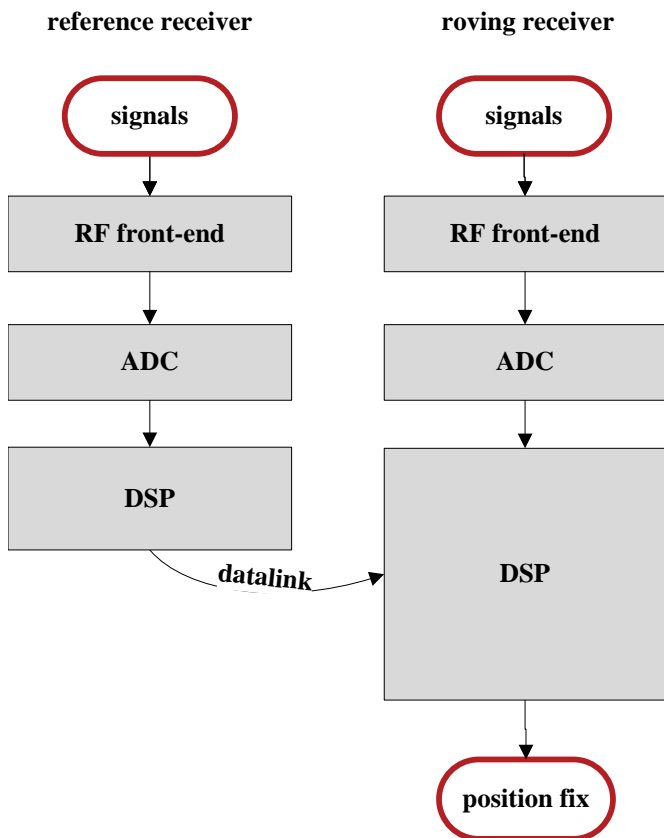 reference receiver
roving receiver
signals
signals
RF front-end
RF front-end
ADC
ADC
DSP
datalink
DSP
position fix